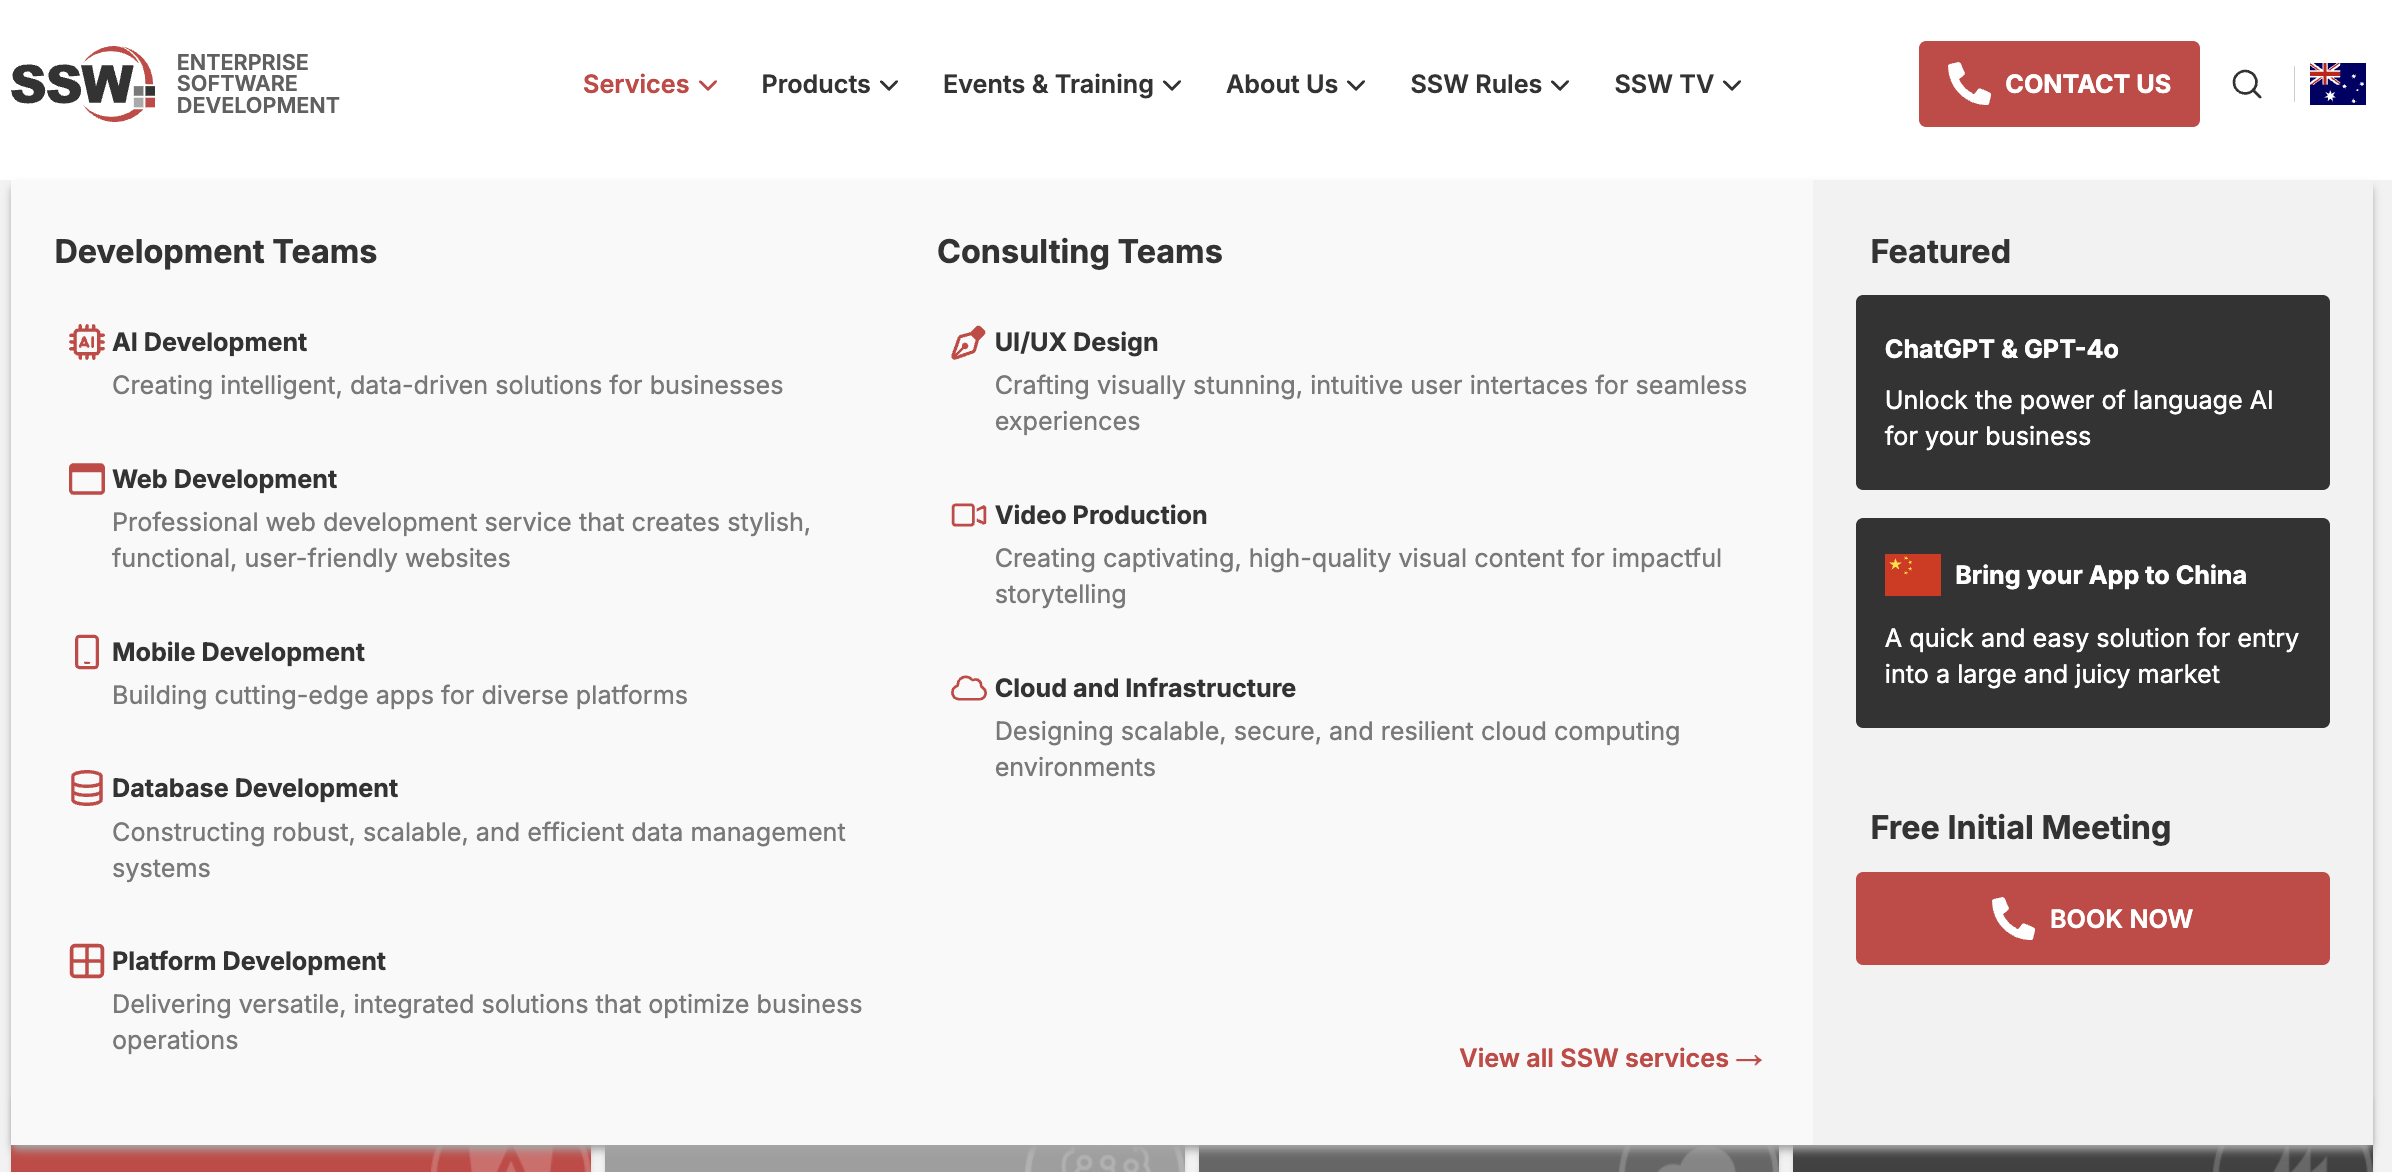 SSW
ENTERPRISE
SOFTWARE
DEVELOPMENT
Services
Products
Events & Training
About Us
SSW Rules
SSW TV
CONTACT US
Development Teams
AI
AI Development
Creating intelligent, data-driven solutions for businesses
Web Development
Professional web development service that creates stylish,
functional, user-friendly websites
Mobile Development
Building cutting-edge apps for diverse platforms
Database Development
Constructing robust, scalable, and efficient data management
systems
Platform Development
Delivering versatile, integrated solutions that optimize business
operations
Consulting Teams
UI/UX Design
Crafting visually stunning, intuitive user intertaces for seamless
experiences
Video Production
Creating captivating, high-quality visual content for impactful
storytelling
Cloud and Infrastructure
Designing scalable, secure, and resilient cloud computing
environments
View all SSW services →
Featured
ChatGPT & GPT-4o
Unlock the power of language AI
for your business
Bring your App to China
A quick and easy solution for entry
into a large and juicy market
Free Initial Meeting
BOOK NOW